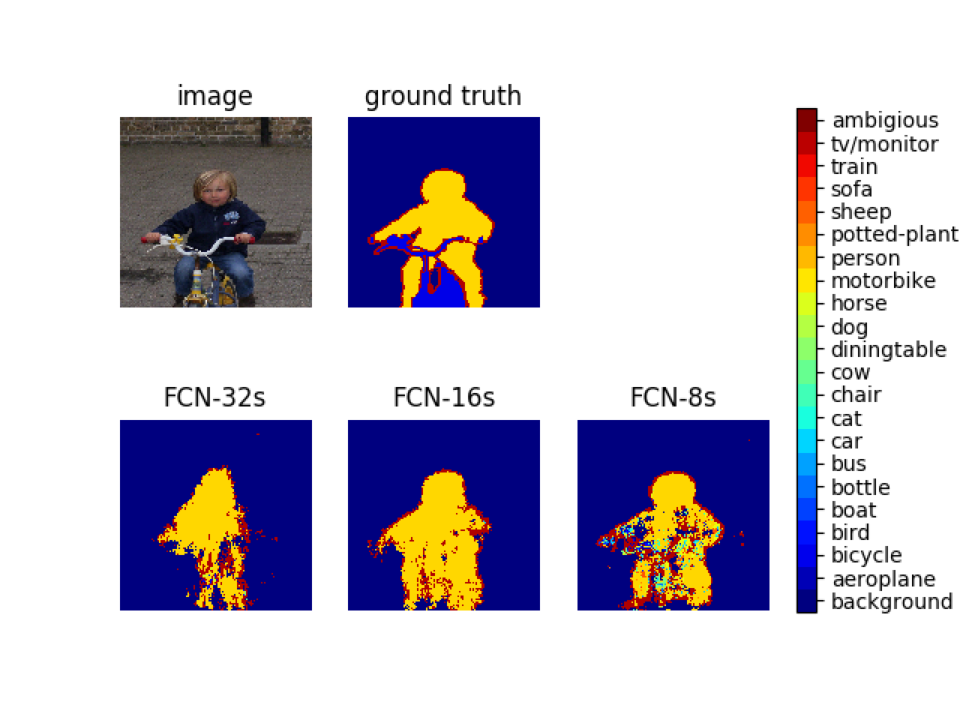 image
ground truth
FCN-32s
FCN-16s
FCN-8s
ambigious
tv/monitor
train
sofa
sheep
potted-plant
person
motorbike
horse
dog
diningtable
cow
chair
cat
car
bus
bottle
boat
bird
bicycle
aeroplane
background